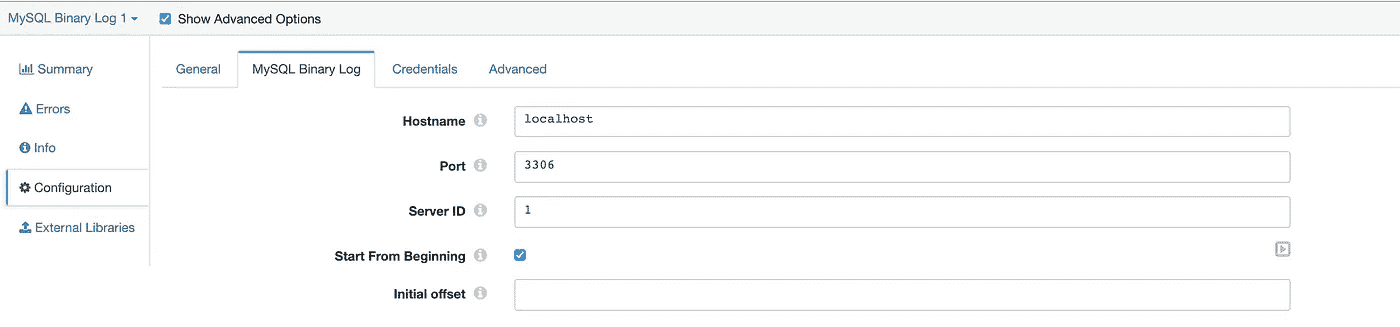 MySQL Binary Log 1 Show Advanced Options
Summary
Errors
Info
Configuration
External Libraries
General MySQL Binary Log Credentials Advanced
Hostname localhost
Port 3306
Server ID 1
Start From Beginning
Initial offset